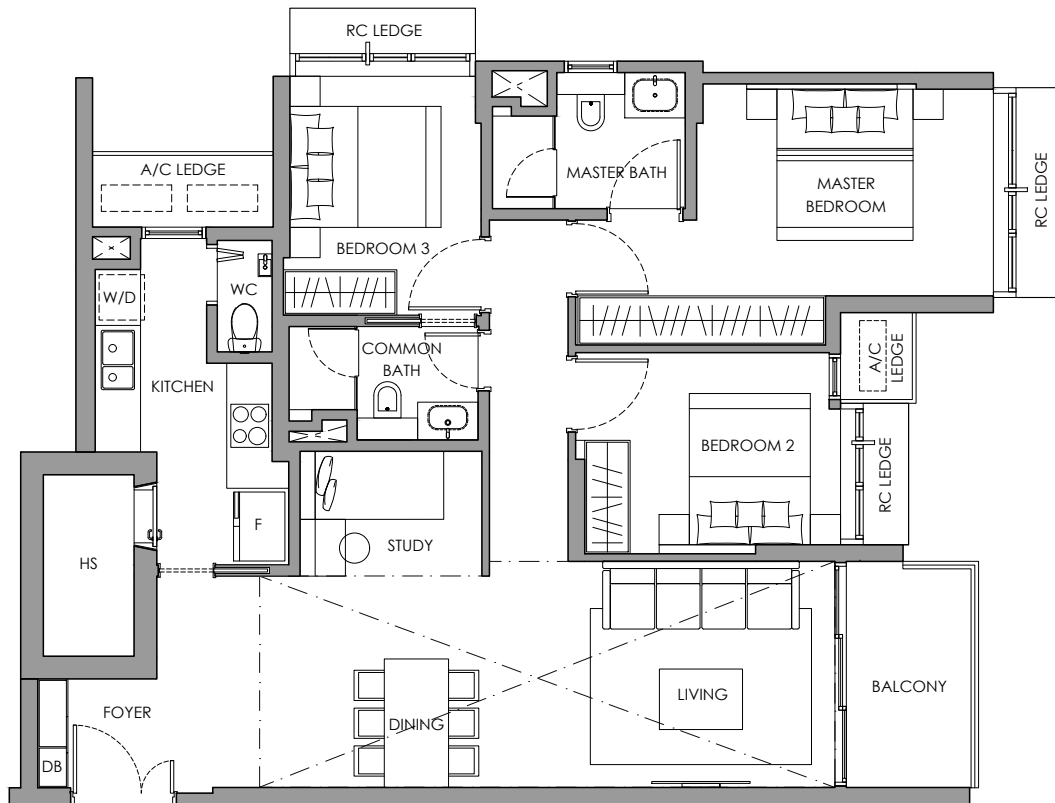 RC LEDGE
A/C LEDGE
MASTER BATH
MASTER
BEDROOM
RC LEDGE
BEDROOM 3
W/D
WC
COMMON
BATH
A/C
LEDGE
KITCHEN
BEDROOM 2
RC LEDGE
F
STUDY
HS
BALCONY
LIVING
FOYER
DINING
DB